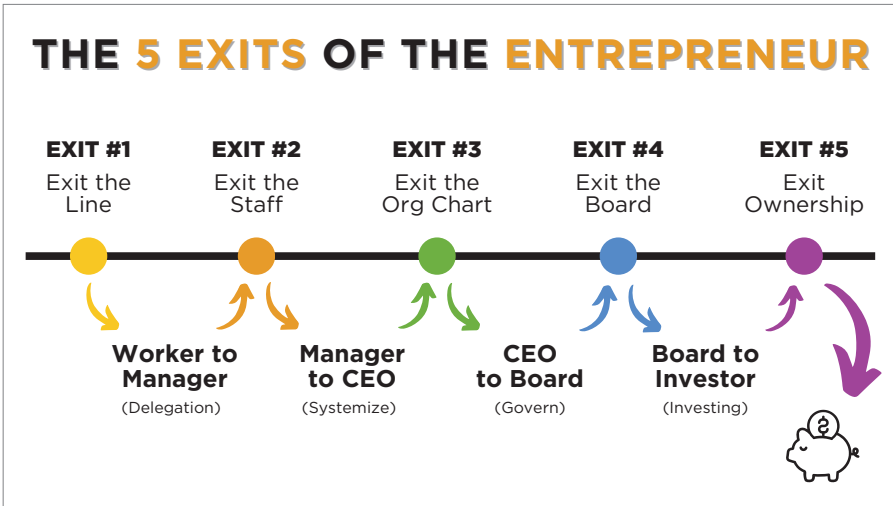 THE 5 EXITS OF THE ENTREPRENEUR
EXIT #1
Exit the
Line
EXIT #2
Exit the
Staff
EXIT #3
Exit the
Org Chart
EXIT #4
Exit the
Board
EXIT #5
Exit
Ownership
Worker to
Manager
(Delegation)
Manager
to CEO
(Systemize)
CEO
to Board
(Govern)
Board to
Investor
(Investing)
$